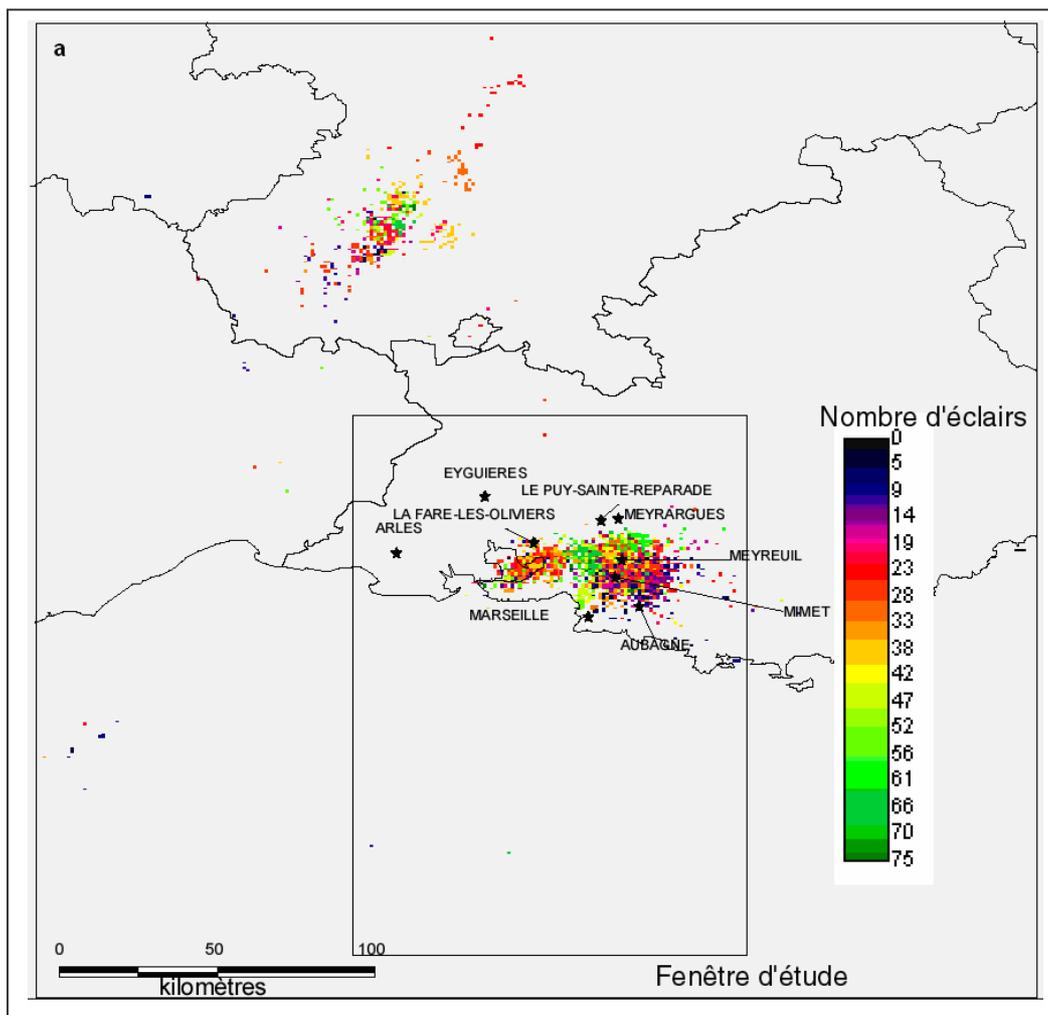 a
Nombre d'éclairs
0
5
9
14
19
23
28
33
38
42
47
52
56
61
66
70
75
EYGUIERES
LE PUY-SAINTE-REPARADE
LA FARE-LES-OLIVIERS
MEYRARGUES
ARLES
MEYREUIL
MIMET
MARSEILLE
AUBAGNE
0 50 100
kilomètres
Fenêtre d'étude